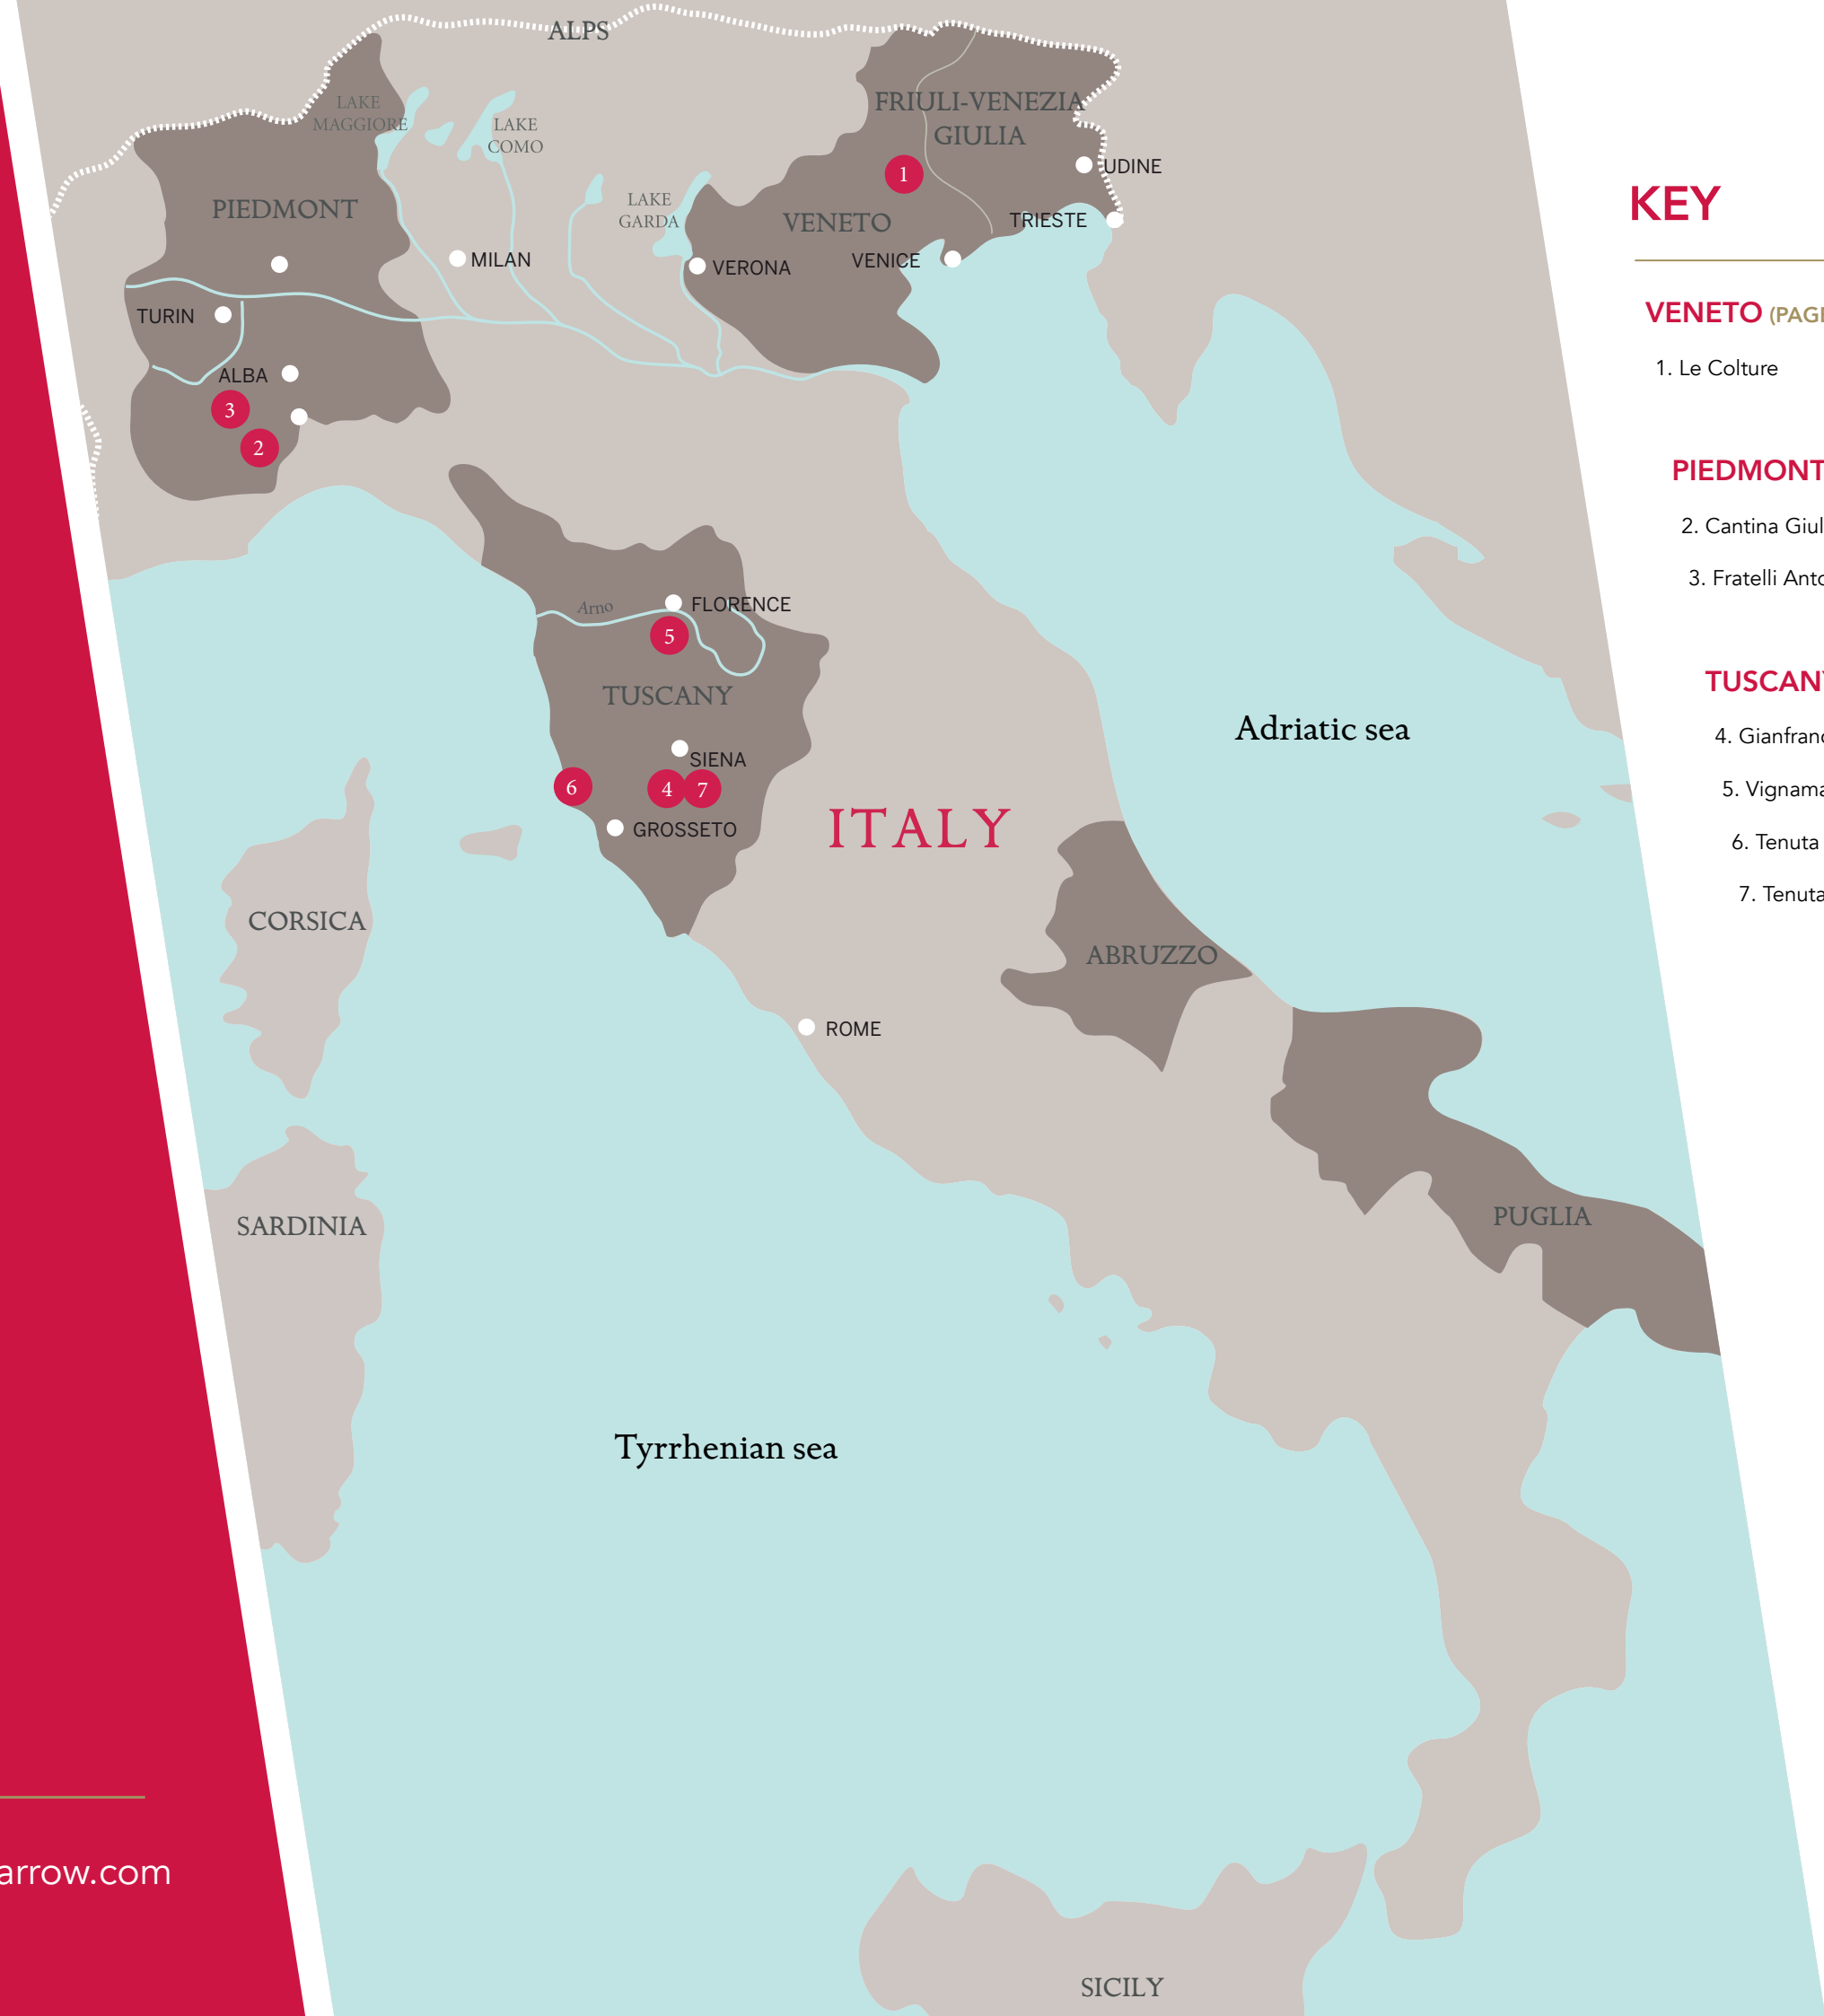 ALPS
LAKE
MAGGIORE
LAKE
COMO
FRIULI-VENEZIA
GIULIA
UDINE
1
PIEDMONT
LAKE
GARDA
VENETO
TRIESTE
MILAN
VERONA
VENICE
TURIN
ALBA
3
2
Arno
FLORENCE
5
TUSCANY
SIENA
6
4
7
GROSSETO
ITALY
Adriatic sea
CORSICA
ABRUZZO
ROME
SARDINIA
PUGLIA
Tyrrhenian sea
SICILY
KEY
VENETO (PAGE
1. Le Colture
PIEDMONT
2. Cantina Giul
3. Fratelli Anto
TUSCANY
4. Gianfranc
5. Vignama
6. Tenuta
7. Tenuta
arrow.com